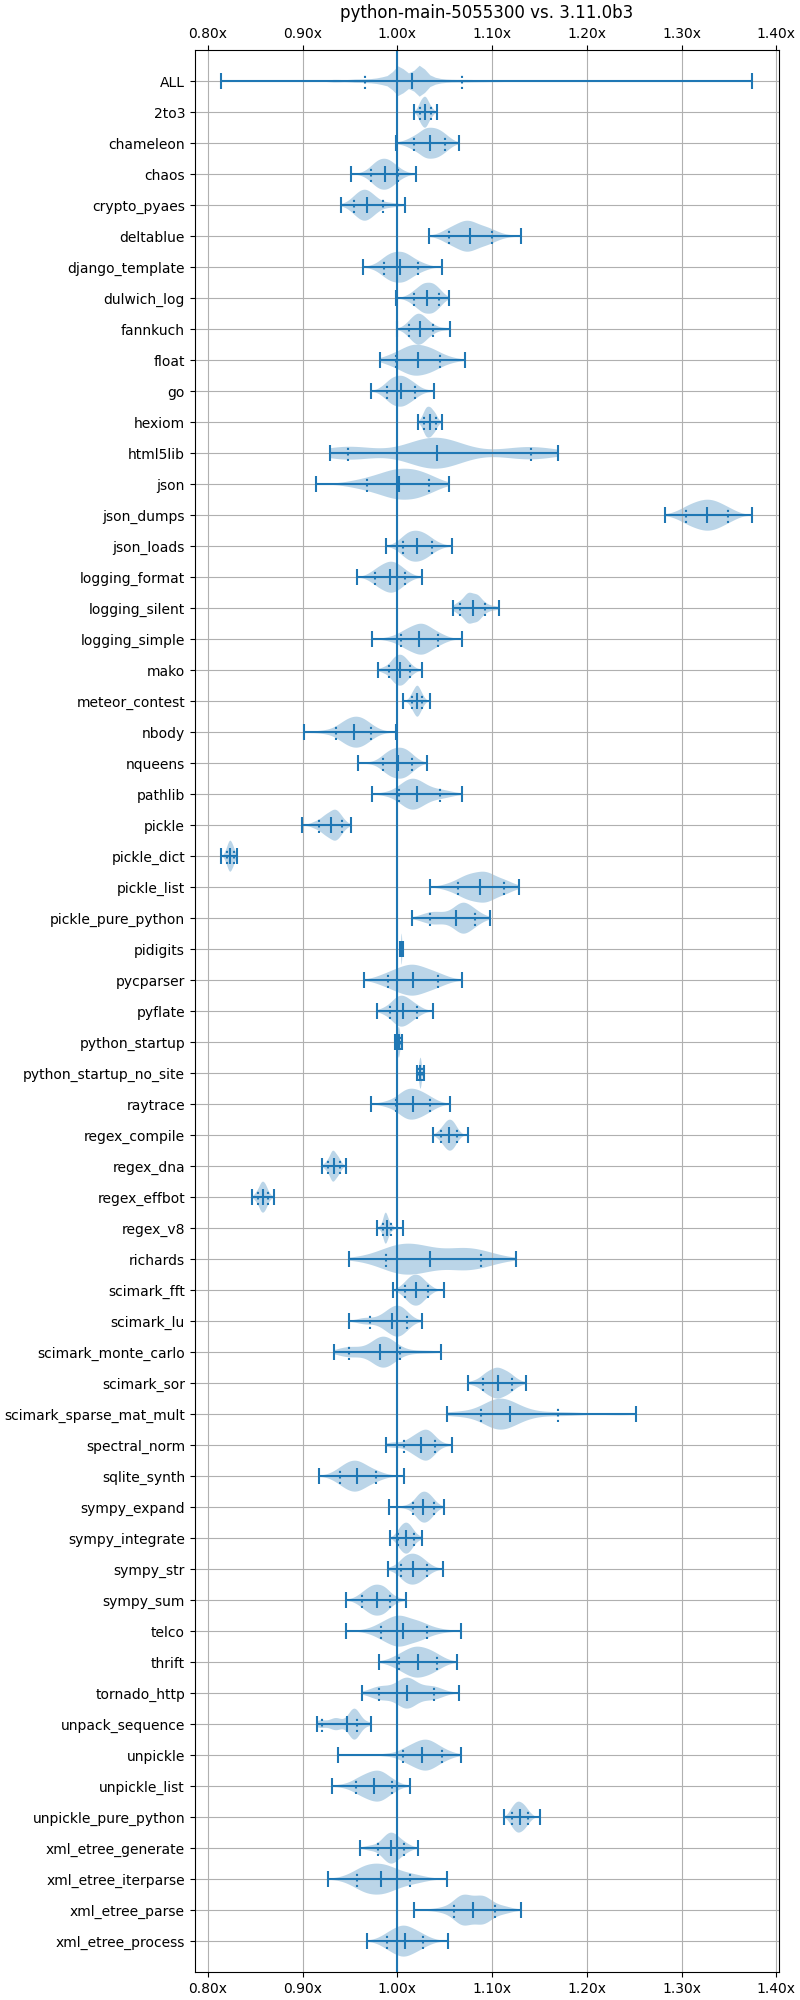 python-main-5055300 vs. 3.11.0b3
0.80x 0.90x 1.00x 1.10x 1.20x 1.30x 1.40x
ALL
2to3
chameleon
chaos
crypto_pyaes
deltablue
django_template
dulwich_log
fannkuch
float
go
hexiom
html5lib
json
json_dumps
json_loads
logging_format
logging_silent
logging_simple
mako
meteor_contest
nbody
nqueens
pathlib
pickle
pickle_dict
pickle_list
pickle_pure_python
pidigits
pycparser
pyflate
python_startup
python_startup_no_site
raytrace
regex_compile
regex_dna
regex_effbot
regex_v8
richards
scimark_fft
scimark_lu
scimark_monte_carlo
scimark_sor
scimark_sparse_mat_mult
spectral_norm
sqlite_synth
sympy_expand
sympy_integrate
sympy_str
sympy_sum
telco
thrift
tornado_http
unpack_sequence
unpickle
unpickle_list
unpickle_pure_python
xml_etree_generate
xml_etree_iterparse
xml_etree_parse
xml_etree_process
0.80x 0.90x 1.00x 1.10x 1.20x 1.30x 1.40x